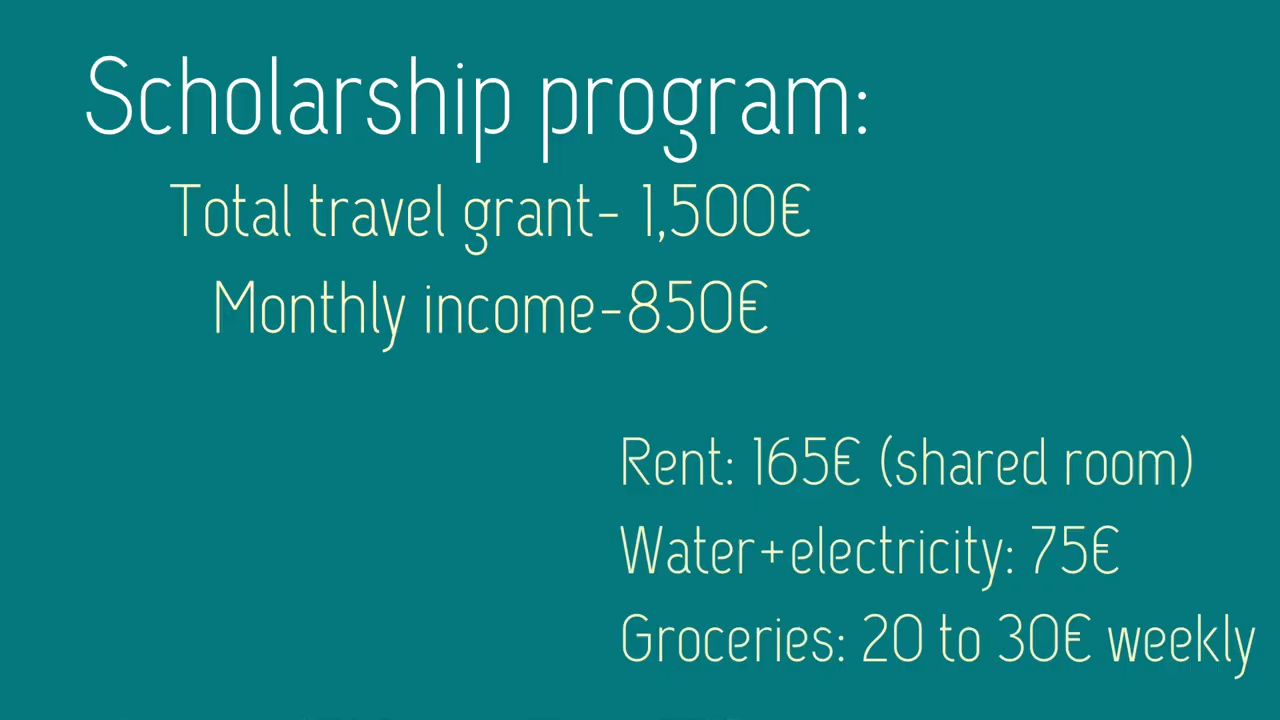 Scholarship program:
Total travel grant- 1,500€
Monthly income-850€
Rent: 165€ (shared room)
Water+electricity: 75€
Groceries: 20 to 30€ weekly